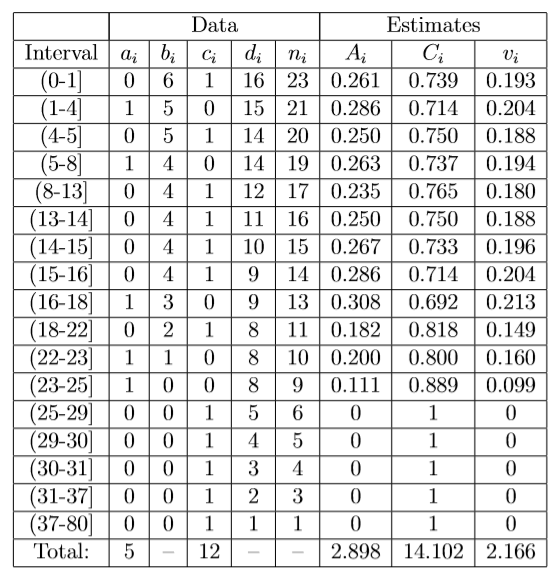 Data Estimates
Interval a_i b_i c_i d_i n_i A_i C_i v_i
(0-1] 0 6 1 16 23 0.261 0.739 0.193
(1-4] 1 5 0 15 21 0.286 0.714 0.204
(4-5] 0 5 1 14 20 0.250 0.750 0.188
(5-8] 1 4 0 14 19 0.263 0.737 0.194
(8-13] 0 4 1 12 17 0.235 0.765 0.180
(13-14] 0 4 1 11 16 0.250 0.750 0.188
(14-15] 0 4 1 10 15 0.267 0.733 0.196
(15-16] 0 4 1 9 14 0.286 0.714 0.204
(16-18] 1 3 0 9 13 0.308 0.692 0.213
(18-22] 0 2 1 8 11 0.182 0.818 0.149
(22-23] 1 1 0 8 10 0.200 0.800 0.160
(23-25] 1 0 0 8 9 0.111 0.889 0.099
(25-29] 0 0 1 5 6 0 1 0
(29-30] 0 0 1 4 5 0 1 0
(30-31] 0 0 1 3 4 0 1 0
(31-37] 0 0 1 2 3 0 1 0
(37-80] 0 0 1 1 1 0 1 0
Total: 5 – 12 – – 2.898 14.102 2.166